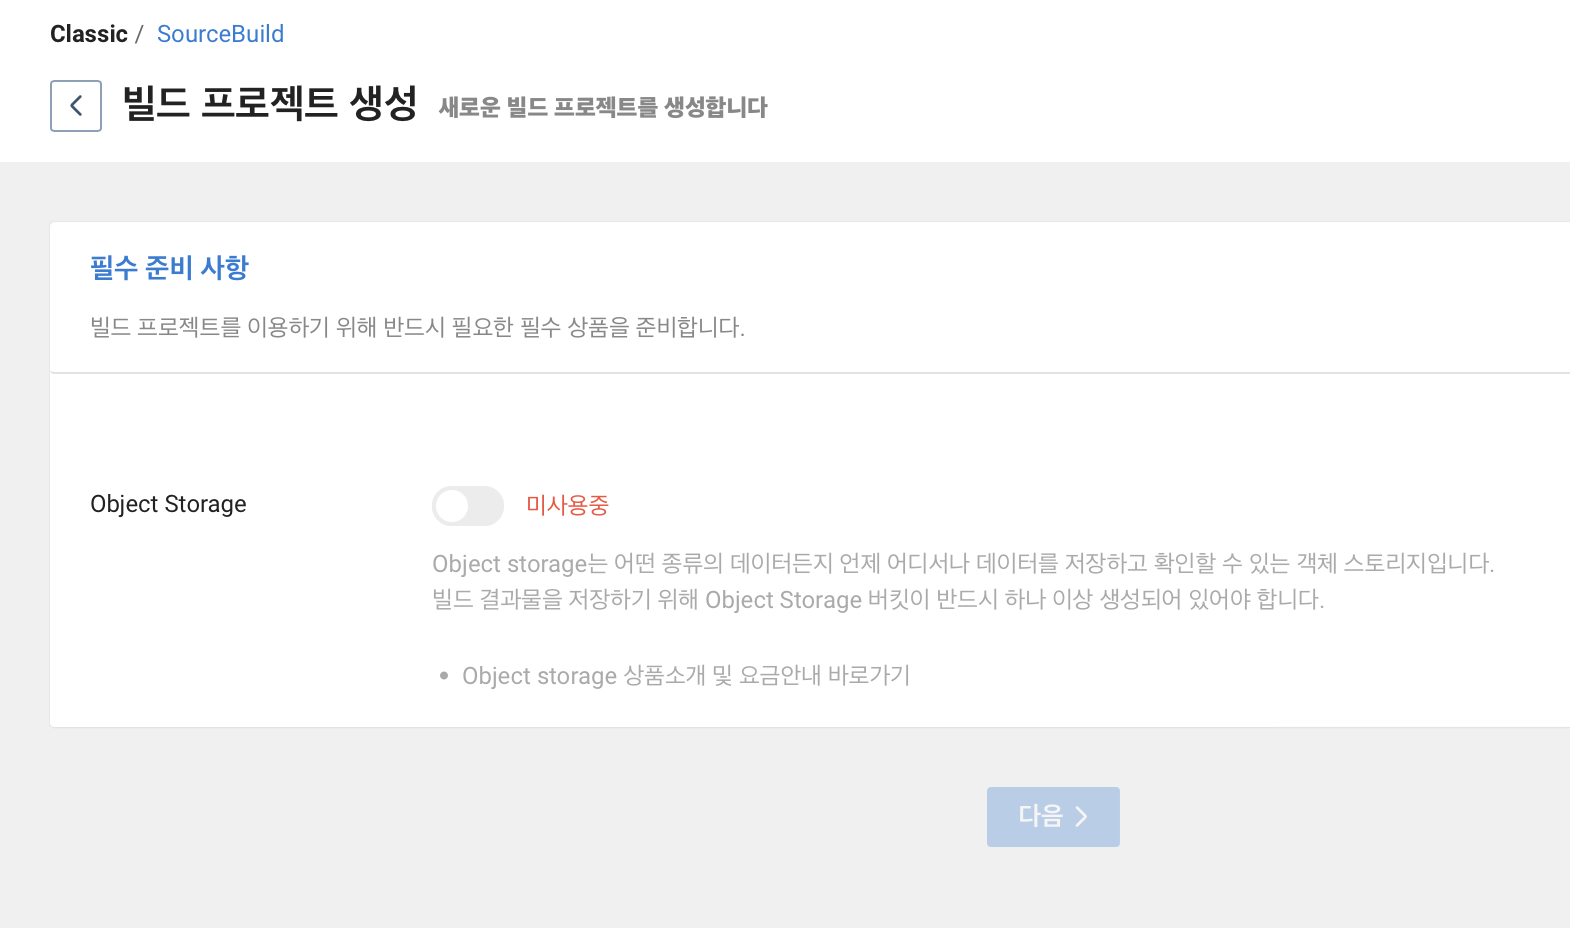 Classic / SourceBuild
빌드 프로젝트 생성 새로운 빌드 프로젝트를 생성합니다
필수 준비 사항
빌드 프로젝트를 이용하기 위해 반드시 필요한 필수 상품을 준비합니다.
Object Storage 미사용중
Object storage는 어떤 종류의 데이터든지 언제 어디서나 데이터를 저장하고 확인할 수 있는 객체 스토리지입니다.
빌드 결과물을 저장하기 위해 Object Storage 버킷이 반드시 하나 이상 생성되어 있어야 합니다.
• Object storage 상품소개 및 요금안내 바로가기
다음 >